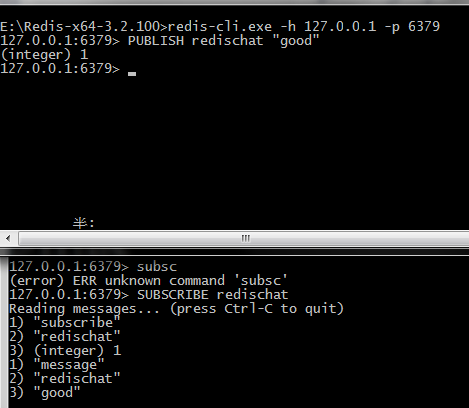 E:\Redis-x64-3.2.100>redis-cli.exe -h 127.0.0.1 -p 6379
127.0.0.1:6379> PUBLISH redischat "good"
(integer) 1
127.0.0.1:6379>
半:
127.0.0.1:6379> subsc
(error) ERR unknown command 'subsc'
127.0.0.1:6379> SUBSCRIBE redischat
Reading messages... (press Ctrl-C to quit)
1) "subscribe"
2) "redischat"
3) (integer) 1
1) "message"
2) "redischat"
3) "good"